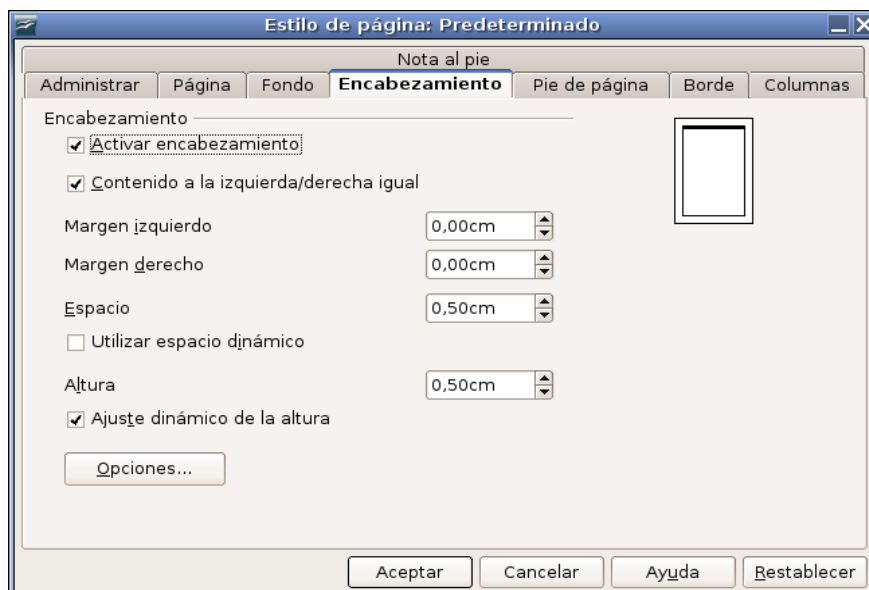 Estilo de página: Predeterminado
Nota al pie
Administrar Página Fondo Encabezamiento Pie de página Borde Columnas
Encabezamiento
Activar encabezamiento
Contenido a la izquierda/derecha igual
Margen izquierdo 0,00cm
Margen derecho 0,00cm
Espacio 0,50cm
Utilizar espacio dinámico
Altura 0,50cm
Ajuste dinámico de la altura
Opciones...
Aceptar Cancelar Ayuda Restablecer